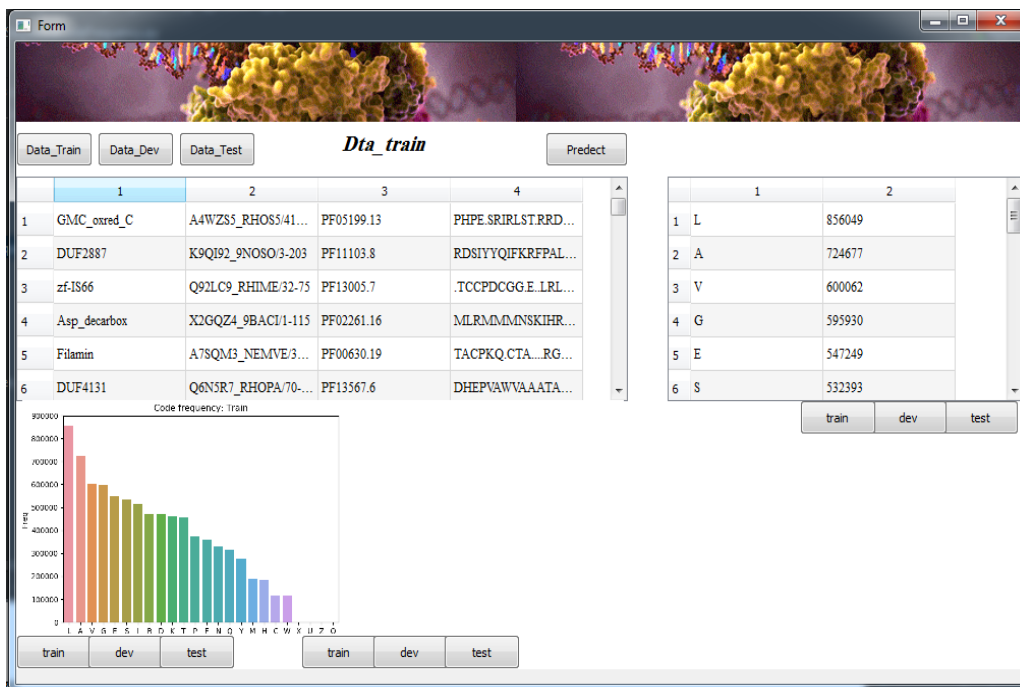 Form
Data_Train Data_Dev Data_Test Dta_train Predect
1 2 3 4
1 GMC_oxred_C A4WZS5_RHOS5/41... PF05199.13 PHPE.SRIRLST.RRD...
2 DUF2887 K9QI92_9NOSO/3-203 PF11103.8 RDSIYYQIFKRFPAL...
3 zf-IS66 Q92LC9_RHIME/32-75 PF13005.7 .TCCPDCGG.E..LRL...
4 Asp_decarbox X2GQZ4_9BACI/1-115 PF02261.16 MLRMMMNSKIHR...
5 Filamin A7SQM3_NEMVE/3... PF00630.19 TACPKQ.CTA....RG...
6 DUF4131 Q6N5R7_RHOPA/70-... PF13567.6 DHEPVAWVAAATA...
1 2
1 L 856049
2 A 724677
3 V 600062
4 G 595930
5 E 547249
6 S 532393
train dev test
Code frequency: Train
900000
800000
700000
600000
500000
400000
300000
200000
100000
0
Freq
L A V G E S I R D K T P F N Q Y M H C W X U Z O
train dev test train dev test